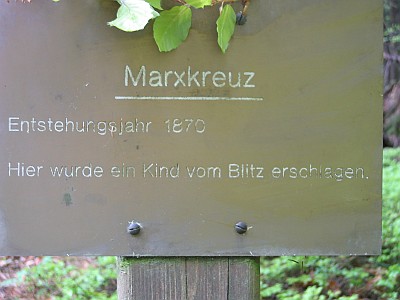 Marxkreuz
Entstehungsjahr 1870
Hier wurde ein Kind vom Blitz erschlagen.